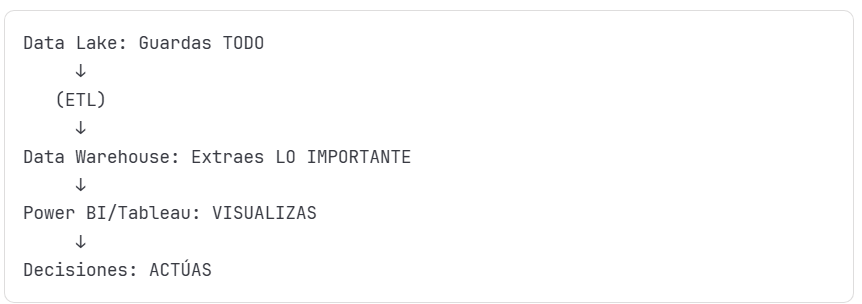 Data Lake: Guardas TODO
↓
(ETL)
↓
Data Warehouse: Extraes LO IMPORTANTE
↓
Power BI/Tableau: VISUALIZAS
↓
Decisiones: ACTÚAS